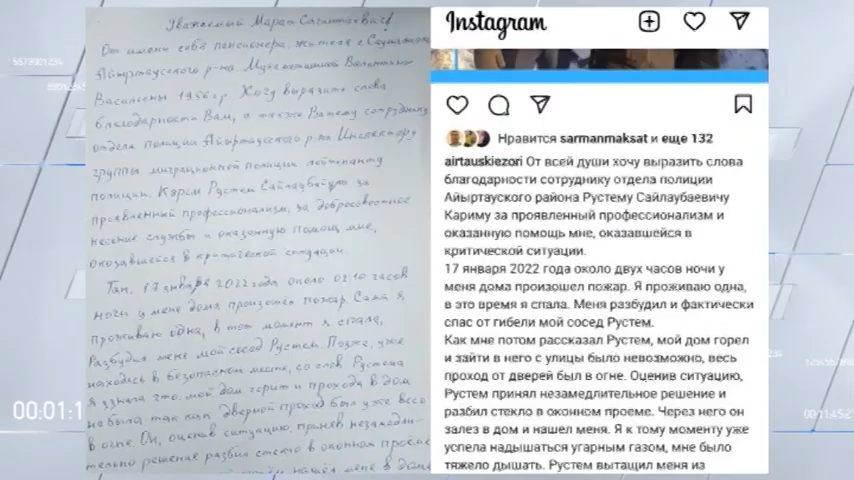 Уважаемый Марат Сагинтаевич!
От имени себя пенсионера, жителя с.
Айыртауского р-на Валентины
Васильевны 1956 г.р Хочу выразить слова
благодарности Вам, а также Вашему сотруднику
отдела полиции Айыртауского р-на Инспектору
группы миграционной полиции лейтенанту
полиции. Карим Рустем Сайлаубайулы за
проявленный профессионализм, за добросовестное
несение службы и оказанную помощь мне,
оказавшейся в критической ситуации.
Так, 17 января 2022 года около 02.10 часов
ночи у меня дома произошел пожар. Сама я
проживаю одна, в тот момент я спала,
Разбудил меня мой сосед Рустем. Позже, уже
находясь в безопасном месте, со слов Рустема
я узнала что, мой дом горит и прохода в дом
не было так как дверной проход был уже весь
в огне. Он, оценив ситуацию, приняв незамедли-
тельно решение разбил стекло в оконном проёме
нашёл меня в доме
Instagram
Нравится sarmanmaksat и еще 132
airtauskiezori От всей души хочу выразить слова
благодарности сотруднику отдела полиции
Айыртауского района Рустему Сайлаубаевичу
Кариму за проявленный профессионализм и
оказанную помощь мне, оказавшейся в
критической ситуации.
17 января 2022 года около двух часов ночи у
меня дома произошел пожар. Я проживаю одна,
в это время я спала. Меня разбудил и фактически
спас от гибели мой сосед Рустем.
Как мне потом рассказал Рустем, мой дом горел
и зайти в него с улицы было невозможно, весь
проход от дверей был в огне. Оценив ситуацию,
Рустем принял незамедлительное решение и
разбил стекло в оконном проеме. Через него он
залез в дом и нашел меня. Я к тому моменту уже
успела надышаться угарным газом, мне было
тяжело дышать. Рустем вытащил меня из
00:01:1